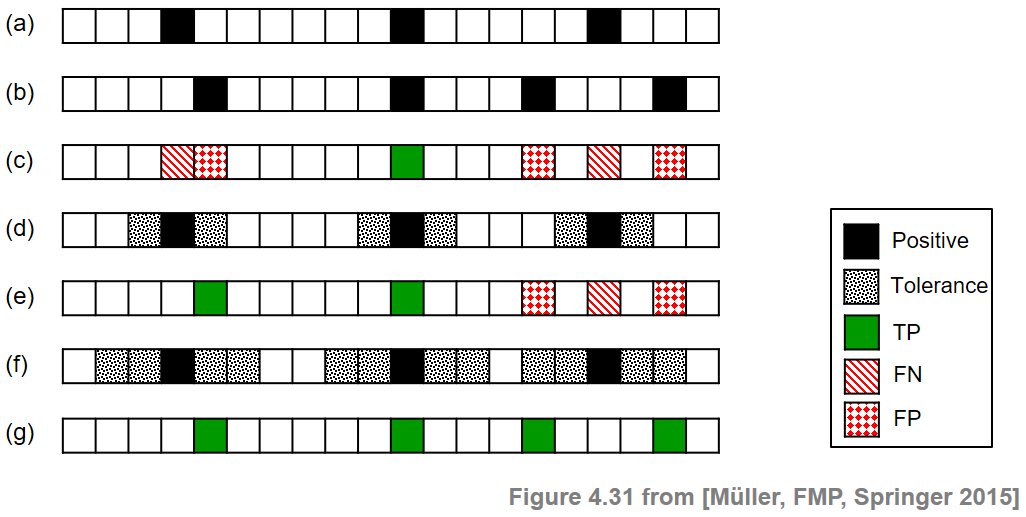 (a)
(b)
(c)
(d)
(e)
(f)
(g)
Positive
Tolerance
TP
FN
FP
Figure 4.31 from [Müller, FMP, Springer 2015]